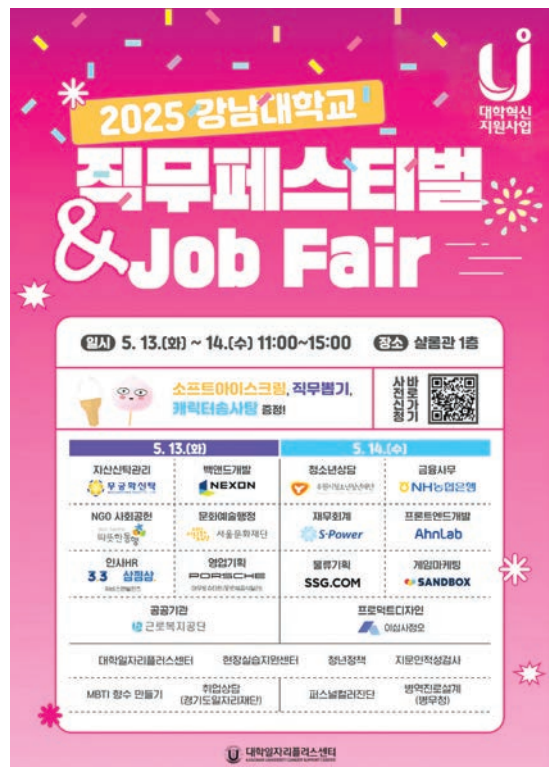 대학혁신
지원사업
2025 강남대학교
직무페스티벌
& Job Fair
일시 5. 13.(화) ~ 14.(수) 11:00~15:00 장소 샬롬관 1층
소프트아이스크림, 직무뽑기,
캐릭터솜사탕 증정!
사전신청
바로가기
5. 13.(화) 5. 14.(수)
자산신탁관리 백앤드개발 청소년상담 금융사무
무궁화신탁 NEXON NH농협은행
NGO 사회공헌 문화예술행정 재무회계 프론트엔드개발
따뜻한동행 서울문화재단 S-Power AhnLab
인사HR 영업기획 물류기획 게임마케팅
3.3 삼쩜삼 PORSCHE SSG.COM SANDBOX
공공기관 프로덕트디자인
근로복지공단 이십사점오
대학일자리플러스센터 현장실습지원센터 청년정책 지문인적성검사
MBTI 향수 만들기 취업상담 퍼스널컬러진단 병역진로설계
(경기도일자리재단) (병무청)
대학일자리플러스센터